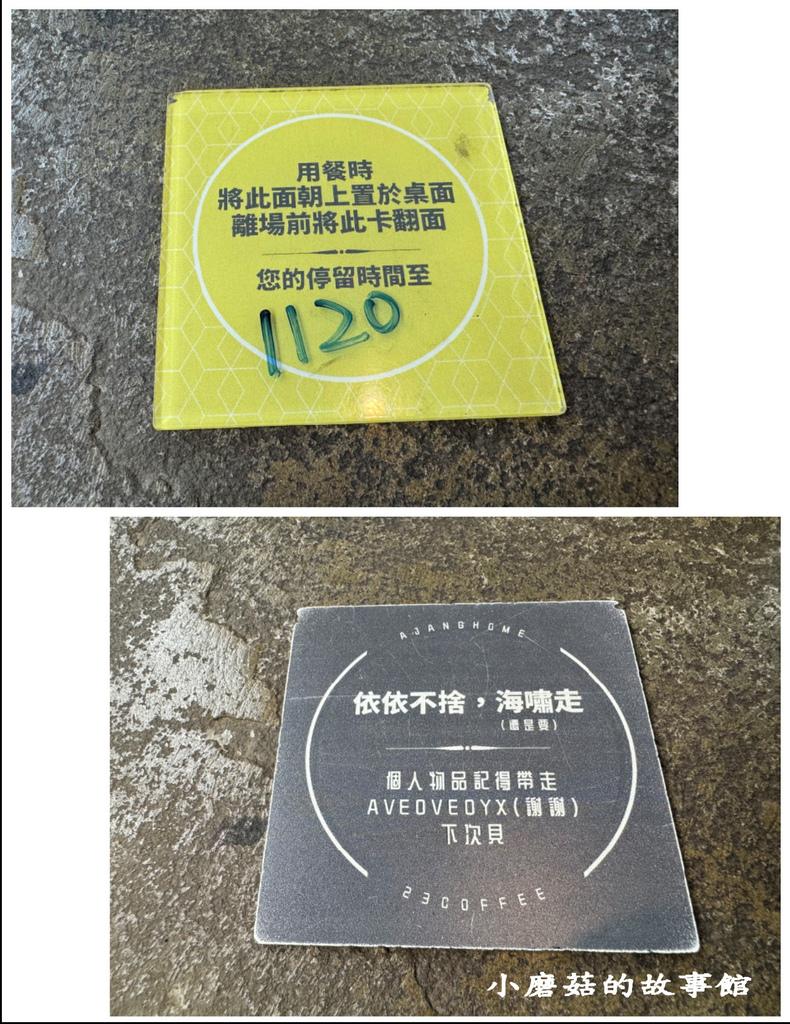 用餐時
將此面朝上置於桌面
離場前將此卡翻面
您的停留時間至
1120
AJANGHOME
依依不捨，海嘯走
(還是要)
個人物品記得帶走
AVEOVEOYX(謝謝)
下次見
23COFFEE
小磨菇的故事館